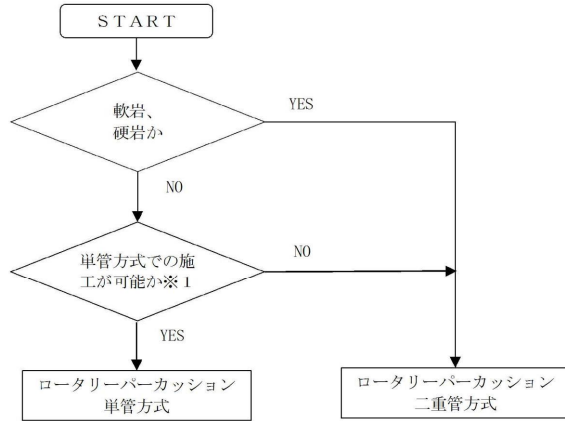 ＳＴＡＲＴ
軟岩、
硬岩か
YES
NO
単管方式での施
工が可能か※１
NO
YES
ロータリーパーカッション
単管方式
ロータリーパーカッション
二重管方式